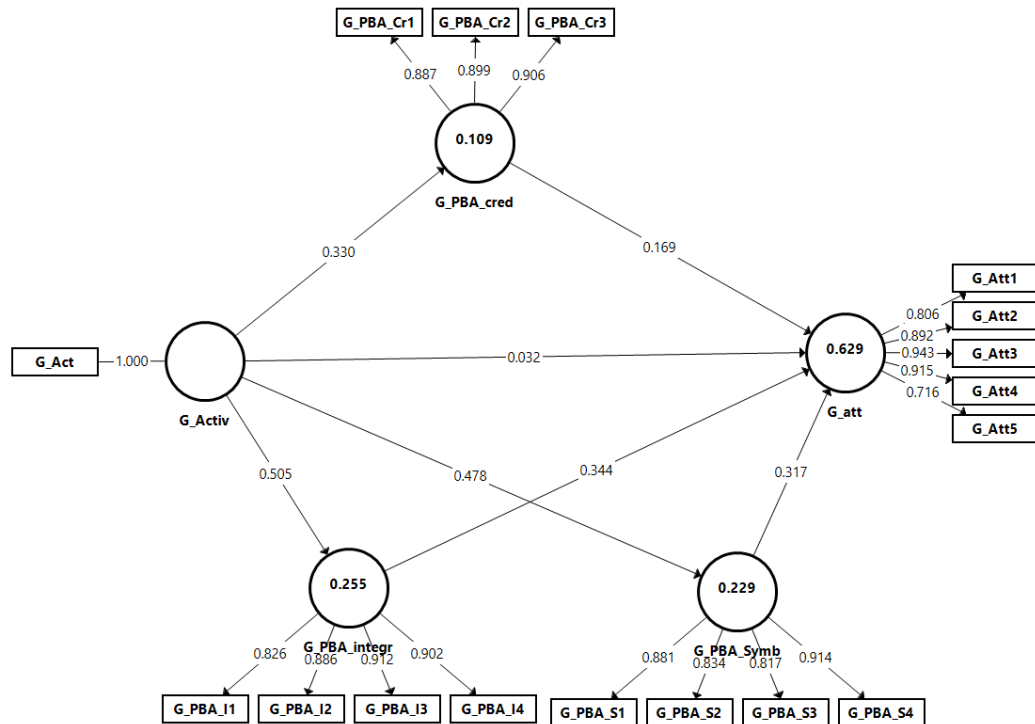 G_PBA_Cr1 G_PBA_Cr2 G_PBA_Cr3
0.887 0.899 0.906
0.109
G_PBA_cred
0.330 0.169
G_Act 1.000
G_Activ
0.032
0.629
G_att
G_Att1
0.806
G_Att2
0.892
G_Att3
0.943
G_Att4
0.915
G_Att5
0.716
0.505 0.478 0.344 0.317
0.255 0.229
G_PBA_integr G_PBA_Symb
0.826 0.886 0.912 0.902 0.881 0.834 0.817 0.914
G_PBA_I1 G_PBA_I2 G_PBA_I3 G_PBA_I4 G_PBA_S1 G_PBA_S2 G_PBA_S3 G_PBA_S4